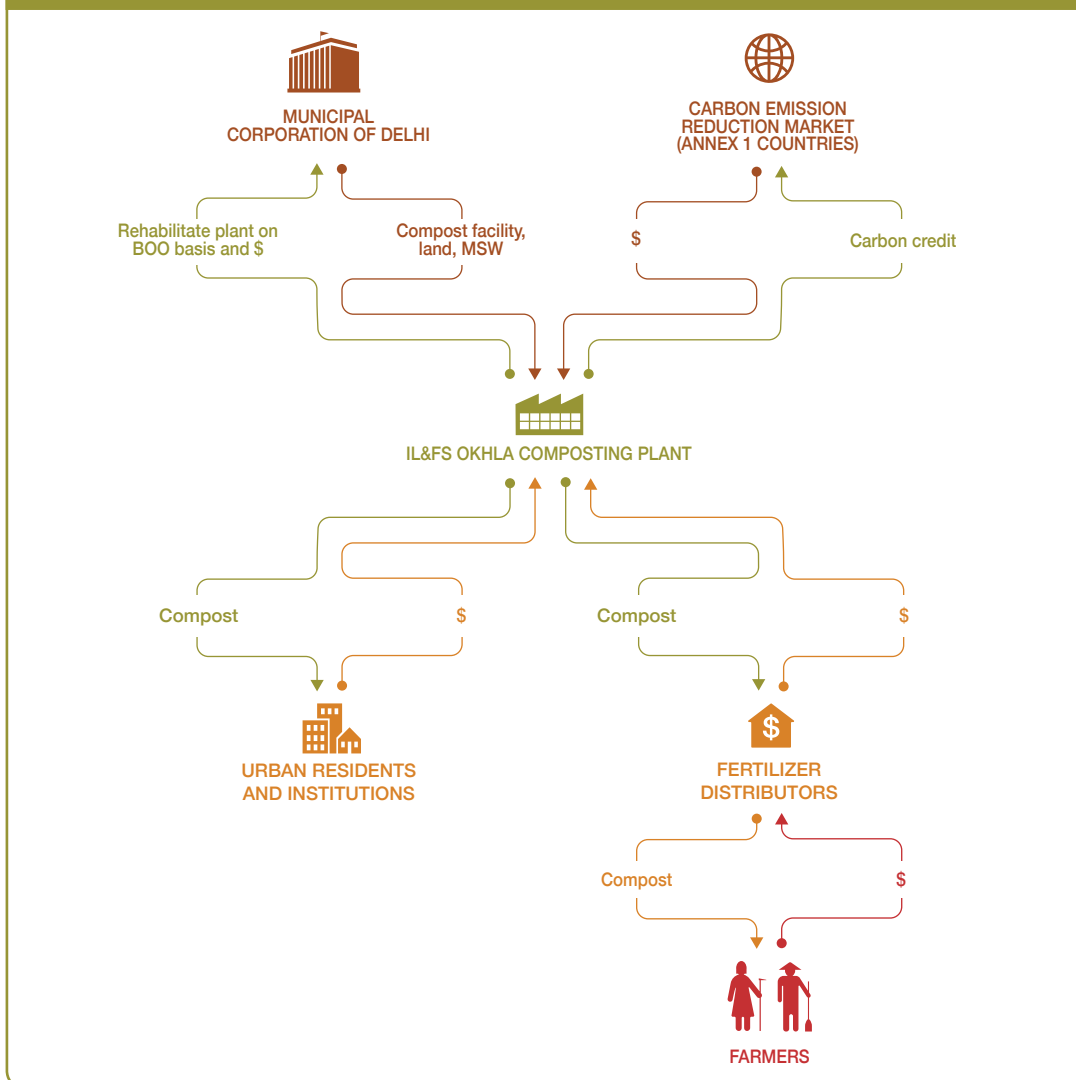 MUNICIPAL
CORPORATION OF DELHI
CARBON EMISSION
REDUCTION MARKET
(ANNEX 1 COUNTRIES)
Rehabilitate plant on
BOO basis and $
Compost facility,
land, MSW
$
Carbon credit
IL&FS OKHLA COMPOSTING PLANT
Compost
$
Compost
$
$
URBAN RESIDENTS
AND INSTITUTIONS
FERTILIZER
DISTRIBUTORS
Compost
$
FARMERS